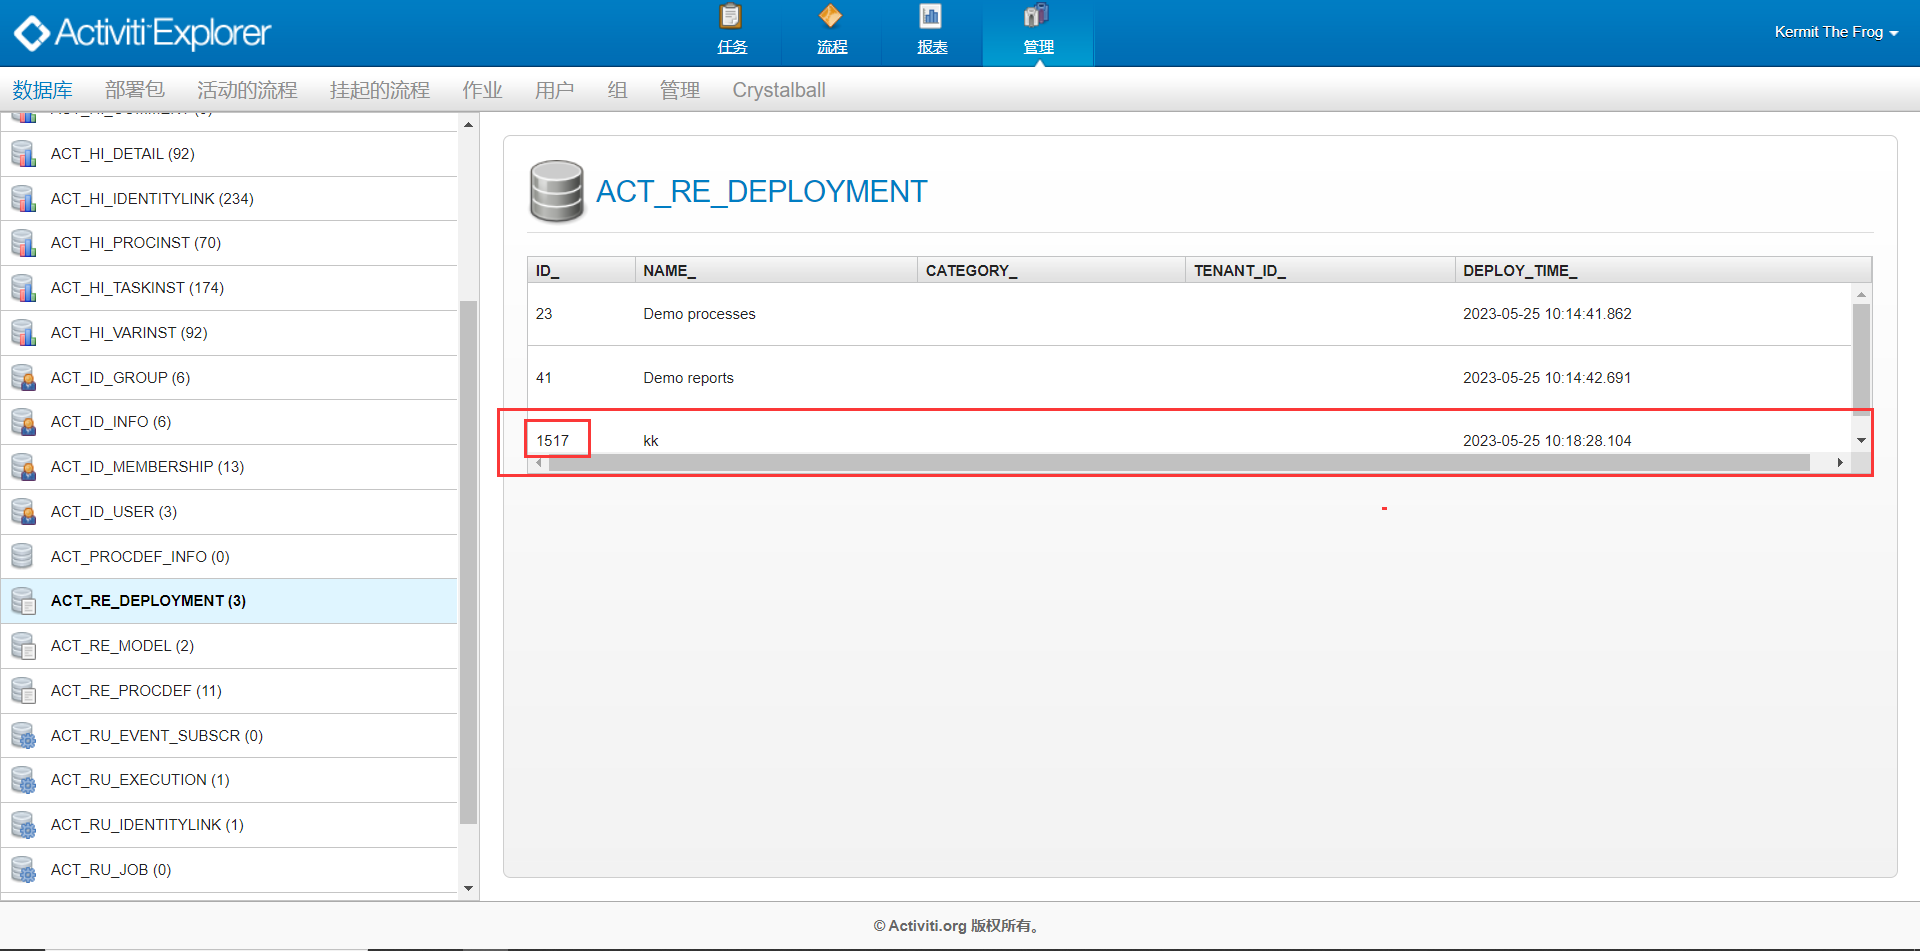 Activiti Explorer
任务
流程
报表
管理
Kermit The Frog
数据库 部署包 活动的流程 挂起的流程 作业 用户 组 管理 Crystalball
ACT_HI_DETAIL (92)
ACT_HI_IDENTITYLINK (234)
ACT_HI_PROCINST (70)
ACT_HI_TASKINST (174)
ACT_HI_VARINST (92)
ACT_ID_GROUP (6)
ACT_ID_INFO (6)
ACT_ID_MEMBERSHIP (13)
ACT_ID_USER (3)
ACT_PROCDEF_INFO (0)
ACT_RE_DEPLOYMENT (3)
ACT_RE_MODEL (2)
ACT_RE_PROCDEF (11)
ACT_RU_EVENT_SUBSCR (0)
ACT_RU_EXECUTION (1)
ACT_RU_IDENTITYLINK (1)
ACT_RU_JOB (0)
ACT_RE_DEPLOYMENT
ID_ NAME_ CATEGORY_ TENANT_ID_ DEPLOY_TIME_
23 Demo processes 2023-05-25 10:14:41.862
41 Demo reports 2023-05-25 10:14:42.691
1517 kk 2023-05-25 10:18:28.104
© Activiti.org 版权所有。